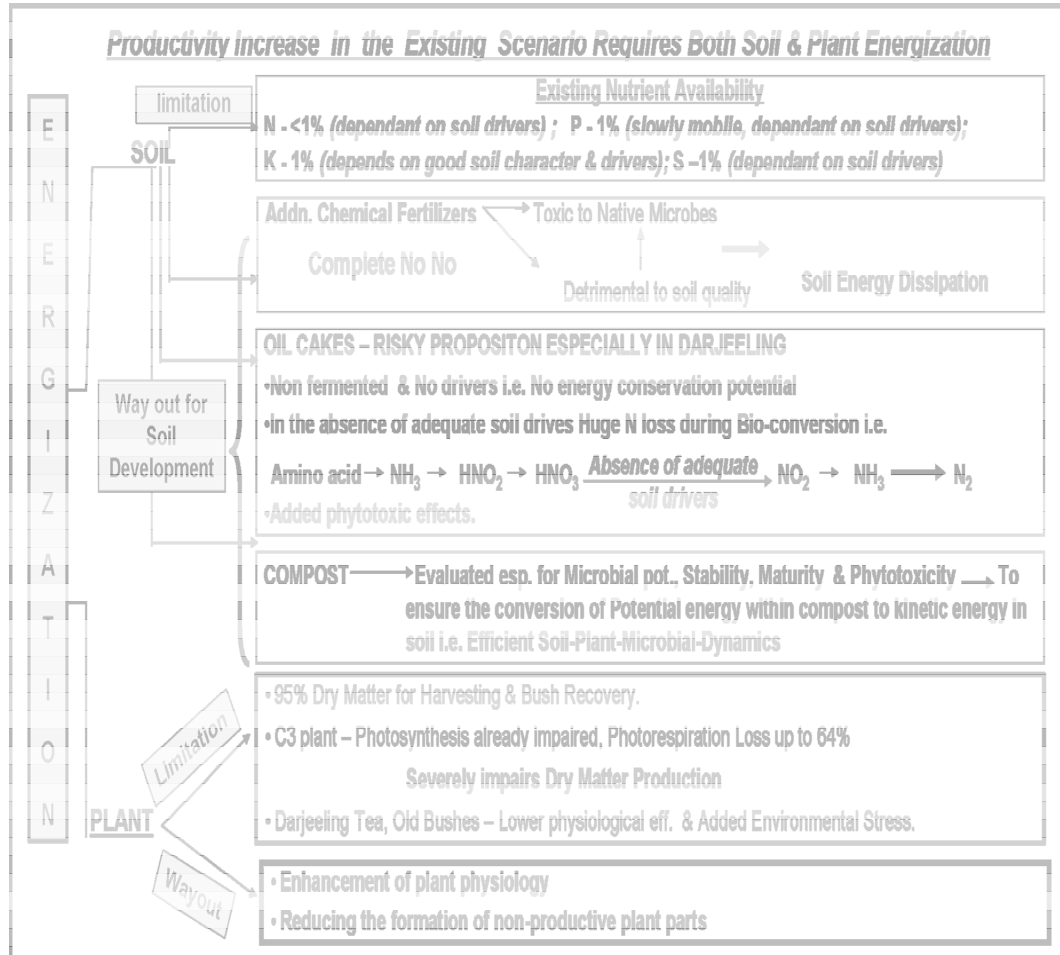 Productivity Increase in the Existing Scenario Requires Both Soil & Plant Energization
ENERGIZATION
limitation
SOIL
Existing Nutrient Availability
N - <1% (dependant on soil drivers) ; P - 1% (slowly mobile, dependant on soil drivers);
K - 1% (depends on good soil character & drivers); S –1% (dependant on soil drivers)
Way out for
Soil
Development
Addn. Chemical Fertilizers → Toxic to Native Microbes
Complete No No
Detrimental to soil quality
Soil Energy Dissipation
OIL CAKES – RISKY PROPOSITON ESPECIALLY IN DARJEELING
•Non fermented & No drivers i.e. No energy conservation potential
•In the absence of adequate soil drives Huge N loss during Bio-conversion i.e.
Amino acid → NH3 → HNO2 → HNO3 Absence of adequate soil drivers → NO2 → NH3 → N2
•Added phytotoxic effects.
COMPOST → Evaluated esp. for Microbial pot., Stability, Maturity & Phytotoxicity → To
ensure the conversion of Potential energy within compost to kinetic energy in
soil i.e. Efficient Soil-Plant-Microbial-Dynamics
PLANT
Limitation
• 95% Dry Matter for Harvesting & Bush Recovery.
• C3 plant – Photosynthesis already impaired, Photorespiration Loss up to 64%
Severely impairs Dry Matter Production
• Darjeeling Tea, Old Bushes – Lower physiological eff. & Added Environmental Stress.
Wayout
• Enhancement of plant physiology
• Reducing the formation of non-productive plant parts